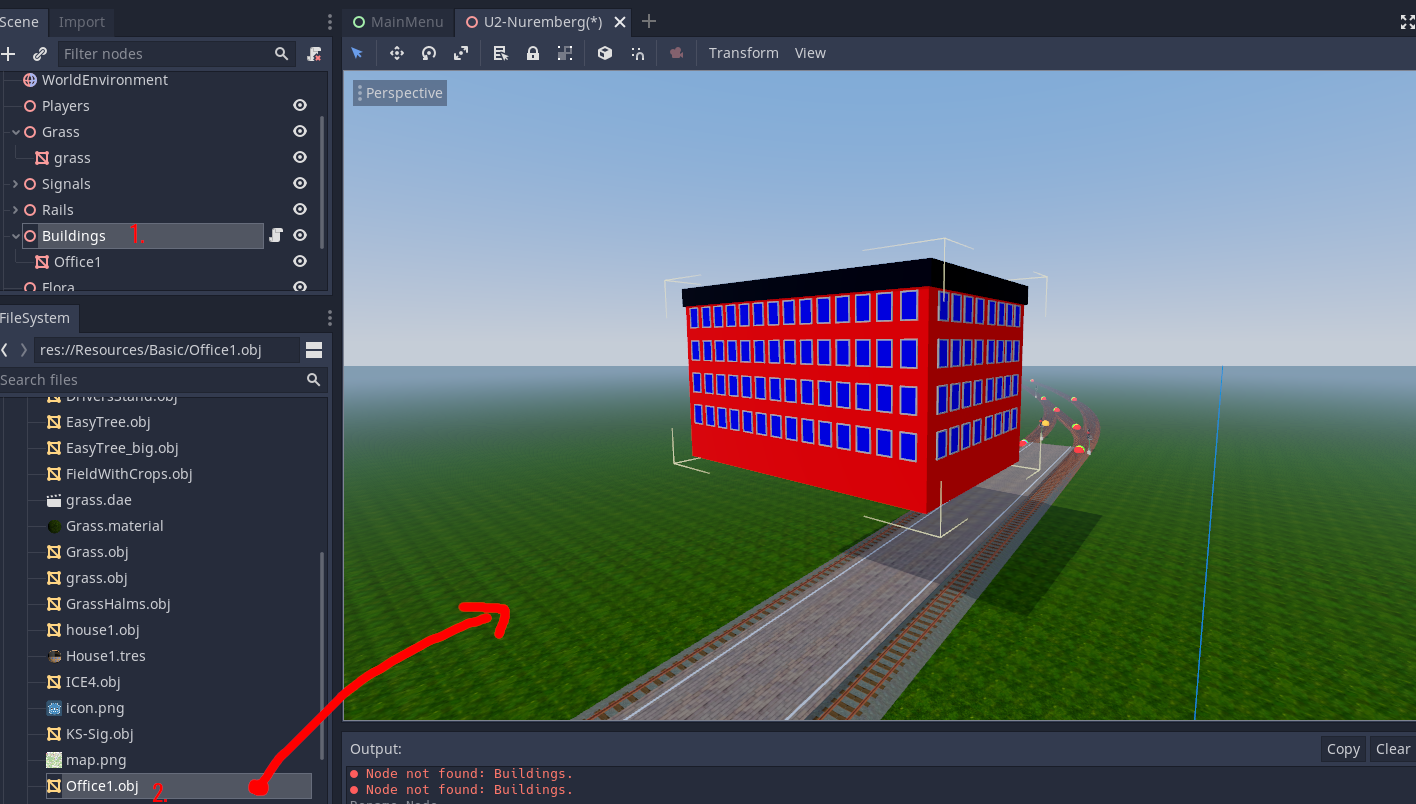 Scene
Import
Filter nodes
WorldEnvironment
Players
Grass
grass
Signals
Rails
Buildings 1.
Office1
Flora
FileSystem
res://Resources/Basic/Office1.obj
Search files
DriversStand.obj
EasyTree.obj
EasyTree_big.obj
FieldWithCrops.obj
grass.dae
Grass.material
Grass.obj
grass.obj
GrassHalms.obj
house1.obj
House1.tres
ICE4.obj
icon.png
KS-Sig.obj
map.png
Office1.obj 2.
MainMenu
U2-Nuremberg(*)
Transform View
Perspective
Output:
Copy Clear
Node not found: Buildings.
Node not found: Buildings.
Rename Node